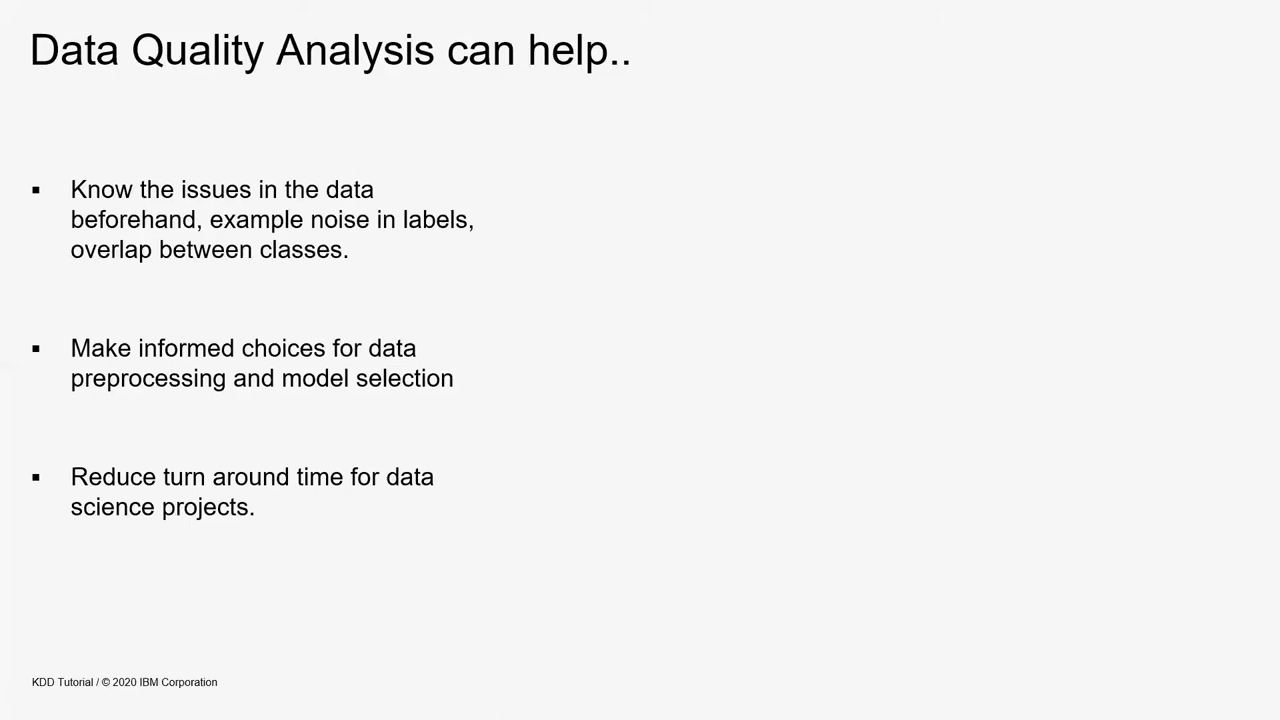 Data Quality Analysis can help..
▪ Know the issues in the data
beforehand, example noise in labels,
overlap between classes.
▪ Make informed choices for data
preprocessing and model selection
▪ Reduce turn around time for data
science projects.
KDD Tutorial / © 2020 IBM Corporation